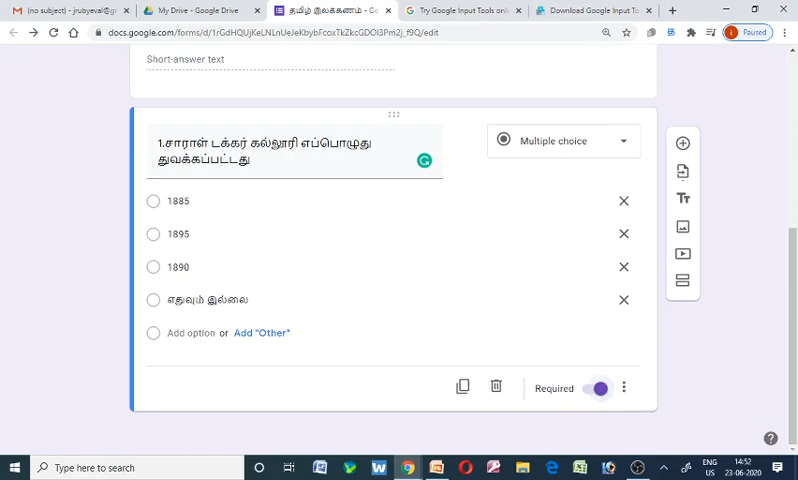 (no subject) - jrubyeval@g
My Drive - Google Drive
தமிழ் இலக்கணம் - Go
Try Google Input Tools onlin
Download Google Input To
docs.google.com/forms/d/1rGdHQUjKeLNLnUeJeKbybFcoxTkZkcGDOI3Pm2j_f9Q/edit
Paused
Short-answer text
1.சாராள் டக்கர் கல்லூரி எப்பொழுது
துவக்கப்பட்டது
Multiple choice
1885
1895
1890
எதுவும் இல்லை
Add option or Add "Other"
Required
Type here to search
ENG
US
14:52
23-06-2020